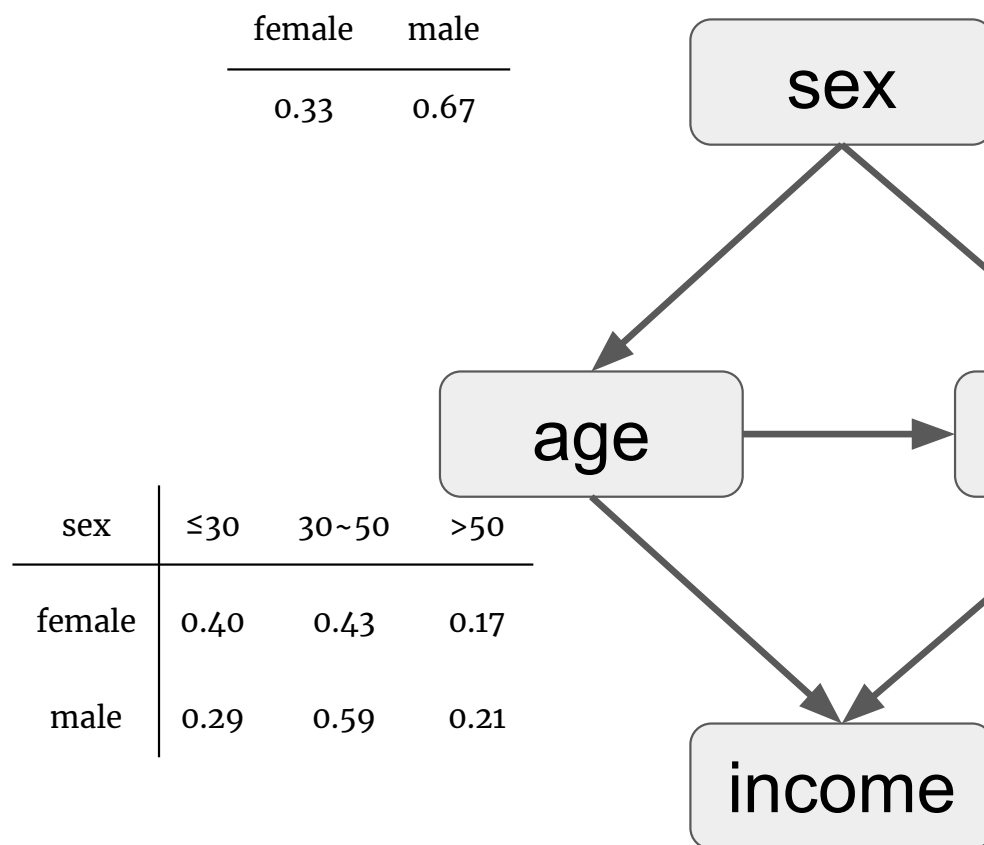 female male
0.33 0.67
sex
age
sex ≤30 30~50 >50
female 0.40 0.43 0.17
male 0.29 0.59 0.21
income